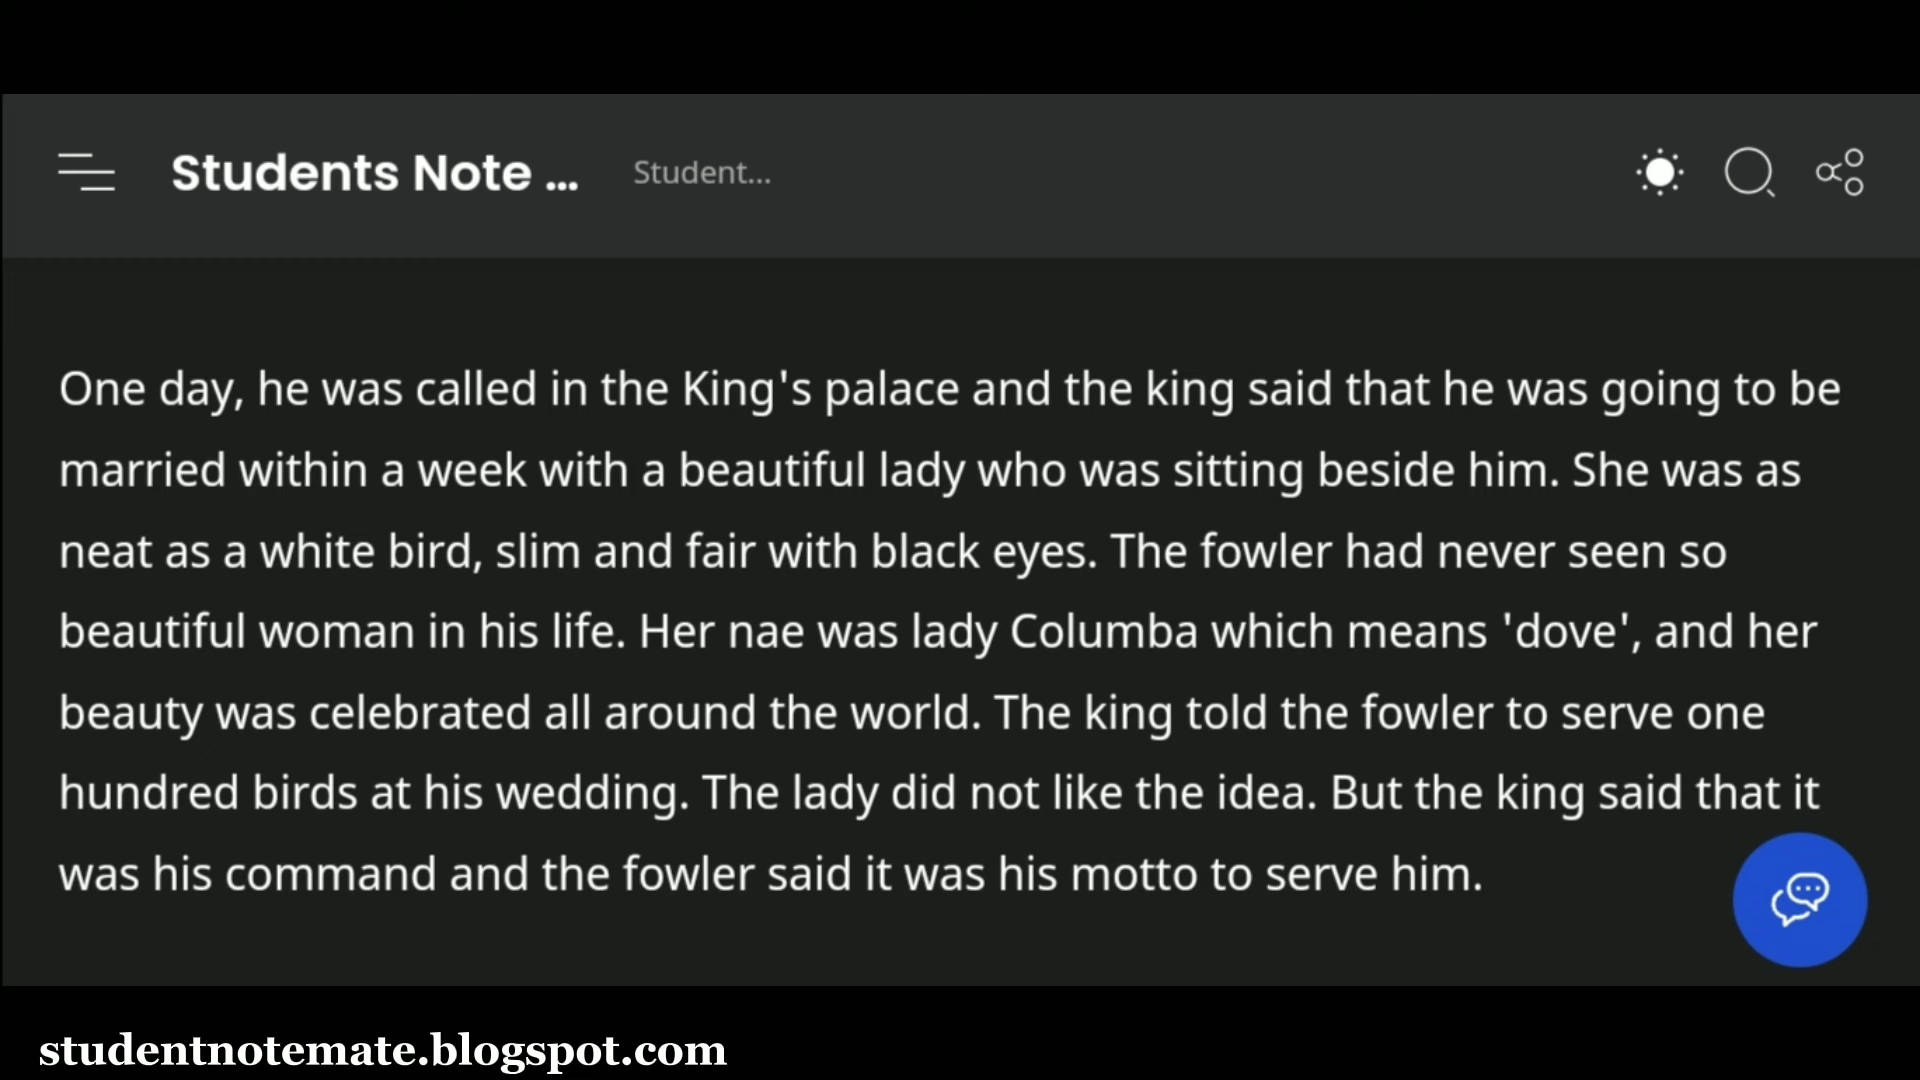 Students Note ... Student...
One day, he was called in the King's palace and the king said that he was going to be
married within a week with a beautiful lady who was sitting beside him. She was as
neat as a white bird, slim and fair with black eyes. The fowler had never seen so
beautiful woman in his life. Her nae was lady Columba which means 'dove', and her
beauty was celebrated all around the world. The king told the fowler to serve one
hundred birds at his wedding. The lady did not like the idea. But the king said that it
was his command and the fowler said it was his motto to serve him.
studentnotemate.blogspot.com